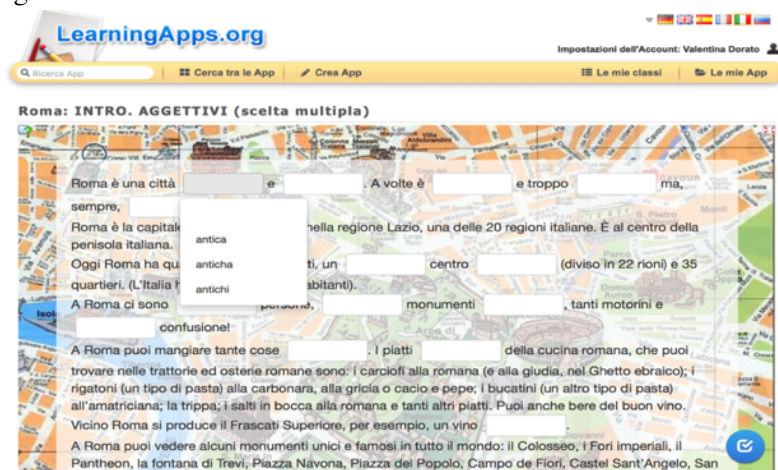 LearningApps.org
Impostazioni dell'Account: Valentina Dorato
Ricerca App
Cerca tra le App
Crea App
Le mie classi
Le mie App
Roma: INTRO. AGGETTIVI (scelta multipla)
Roma è una città e . A volte è e troppo ma,
sempre,
Roma è la capitale nella regione Lazio, una delle 20 regioni italiane. È al centro della
penisola italiana.
antica
Oggi Roma ha qu ti, un centro (diviso in 22 rioni) e 35
anticha
quartieri. (L'Italia h abitanti).
antichi
A Roma ci sono persone, monumenti , tanti motorini e
confusione!
A Roma puoi mangiare tante cose . I piatti della cucina romana, che puoi
trovare nelle trattorie ed osterie romane sono: i carciofi alla romana (e alla giudia, nel Ghetto ebraico); i
rigatoni (un tipo di pasta) alla carbonara, alla gricia o cacio e pepe; i bucatini (un altro tipo di pasta)
all'amatriciana; la trippa; i salti in bocca alla romana e tanti altri piatti. Puoi anche bere del buon vino.
Vicino Roma si produce il Frascati Superiore, per esempio, un vino .
A Roma puoi vedere alcuni monumenti unici e famosi in tutto il mondo: il Colosseo, i Fori imperiali, il
Pantheon, la fontana di Trevi, Piazza Navona, Piazza del Popolo, Campo de Fiori, Castel Sant'Angelo, San